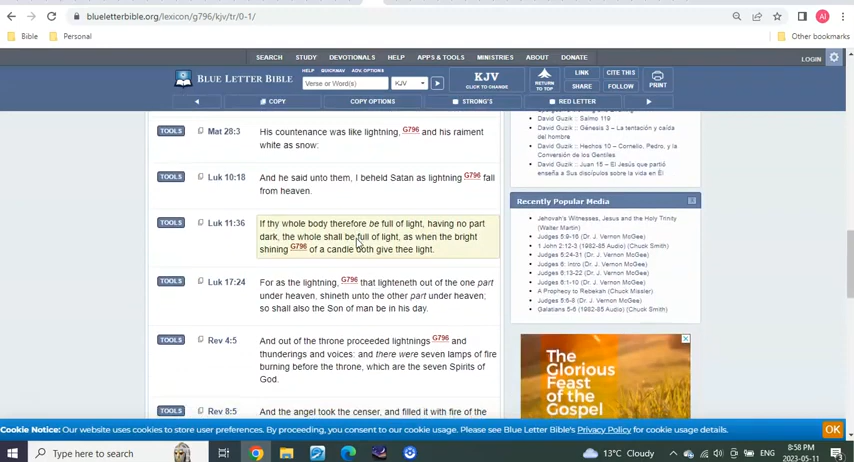 bluelettterbible.org/lexicon/g796/kjv/tr/0-1/
AI
Bible
Personal
Other bookmarks
SEARCH STUDY DEVOTIONALS HELP APPS & TOOLS MINISTRIES ABOUT DONATE
LOGIN
BLUE LETTER BIBLE
HELP QUICKNAV ADV. OPTIONS
Verse or Word(s)
KJV
KJV
CLICK TO CHANGE
RETURN
TO TOP
LINK
SHARE
CITE THIS
FOLLOW
PRINT
COPY
COPY OPTIONS
STRONG'S
RED LETTER
TOOLS
Mat 28:3
His countenance was like lightning, G796 and his raiment
white as snow:
TOOLS
Luk 10:18
And he said unto them, I beheld Satan as lightning G796 fall
from heaven.
TOOLS
Luk 11:36
If thy whole body therefore be full of light, having no part
dark, the whole shall be full of light, as when the bright
shining G796 of a candle doth give thee light.
TOOLS
Luk 17:24
For as the lightning, G796 that lighteneth out of the one part
under heaven, shineth unto the other part under heaven;
so shall also the Son of man be in his day.
TOOLS
Rev 4:5
And out of the throne proceeded lightnings G796 and
thunderings and voices: and there were seven lamps of fire
burning before the throne, which are the seven Spirits of
God.
TOOLS
Rev 8:5
And the angel took the censer, and filled it with fire of the
David Guzik :: Salmo 119
David Guzik :: Génesis 3 - La tentación y caída
del hombre
David Guzik :: Hechos 10 - Cornelio, Pedro, y la
Conversión de los Gentiles
David Guzik :: Juan 15 - El Jesús que partió
enseña a Sus discípulos sobre la vida en Él
Recently Popular Media
Jehovah's Witnesses, Jesus and the Holy Trinity
(Walter Martin)
Judges 5:9-16 (Dr. J. Vernon McGee)
1 John 2:12-3 (1982-85 Audio) (Chuck Smith)
Judges 5:24-31 (Dr. J. Vernon McGee)
Judges 6: Intro (Dr. J. Vernon McGee)
Judges 6:13-22 (Dr. J. Vernon McGee)
Judges 6:1-10 (Dr. J. Vernon McGee)
A Prophecy to Rebekah (Chuck Missler)
Judges 5:6-8 (Dr. J. Vernon McGee)
Galatians 5-6 (1982-85 Audio) (Chuck Smith)
The
Glorious
Feast
of the
Gospel
Cookie Notice: Our website uses cookies to store user preferences. By proceeding, you consent to our cookie usage. Please see Blue Letter Bible's Privacy Policy for cookie usage details.
OK
Type here to search
13°C Cloudy
ENG
8:58 PM
2023-05-11